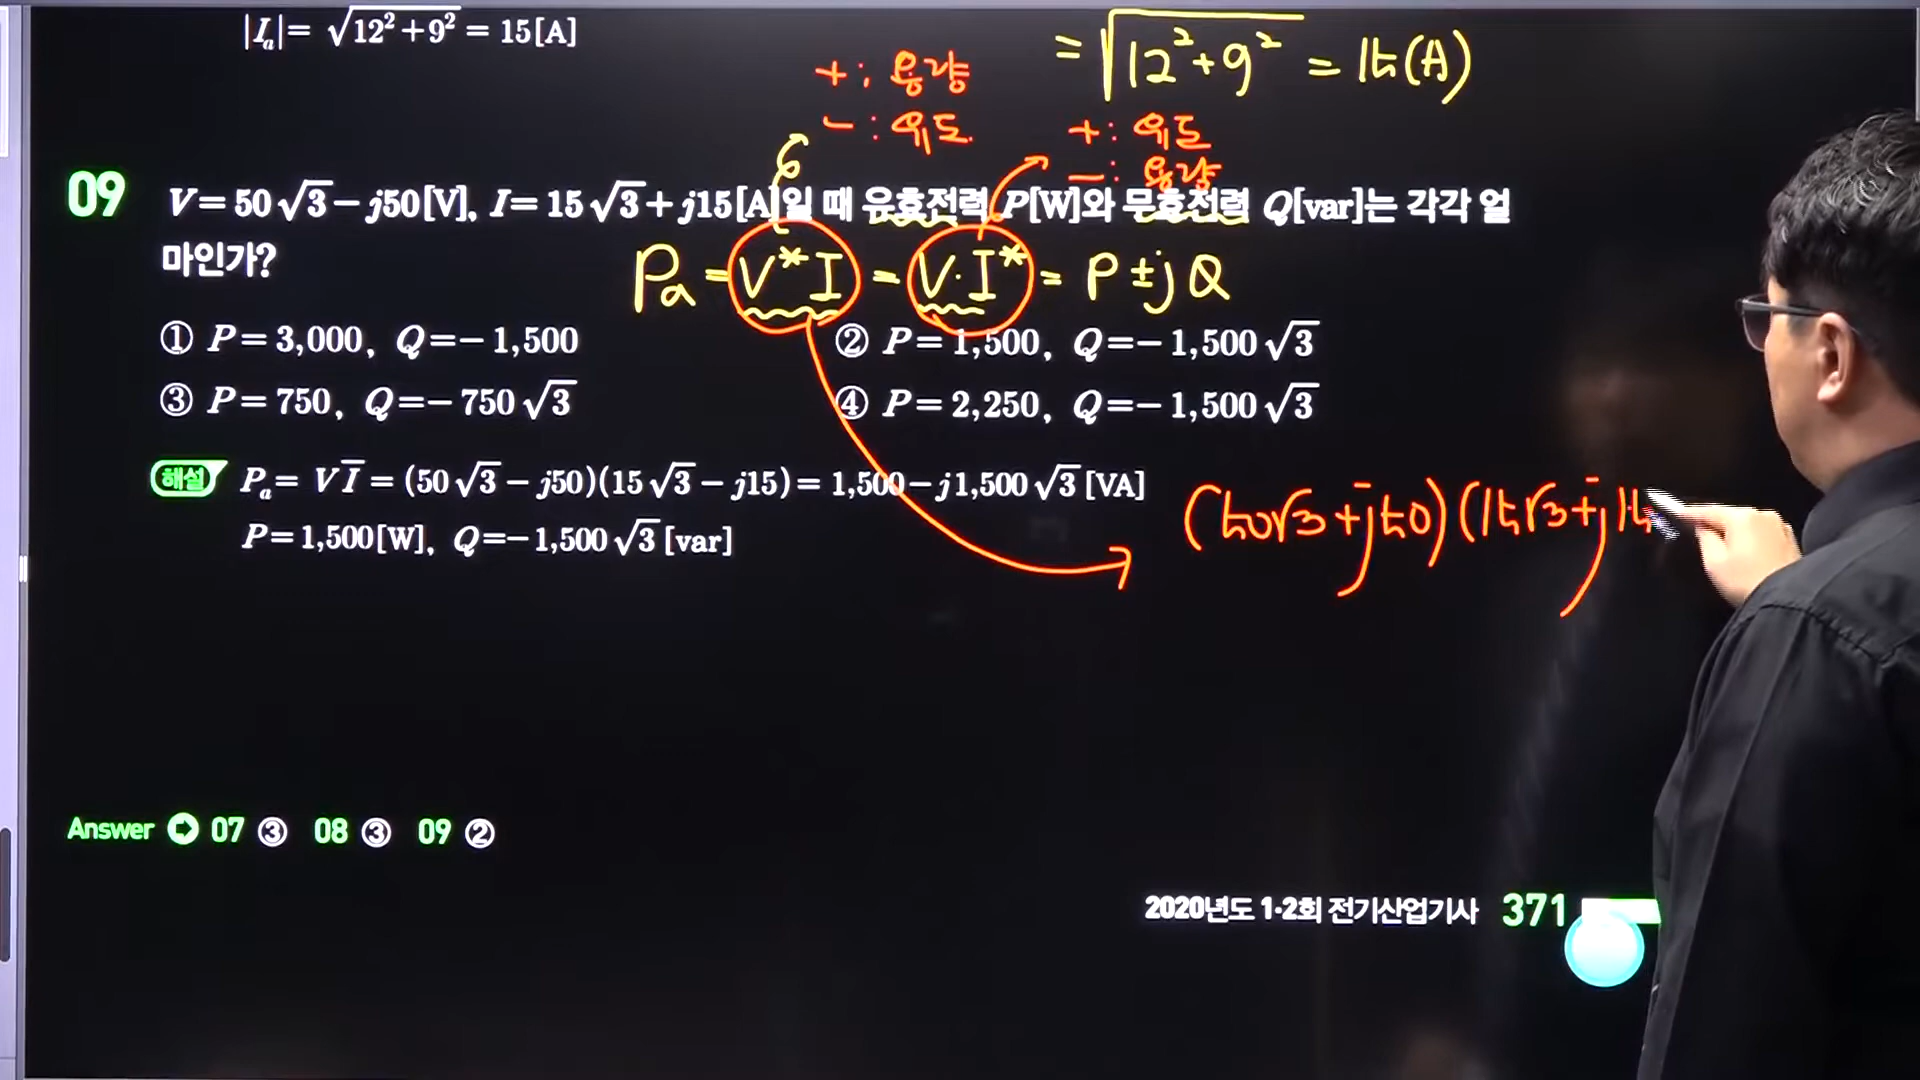 |Iₐ|= √12²+9² = 15[A]
= √12²+9² = 15(A)
+: 용량
-: 유도
+: 유도
-: 용량
09 V=50√3-j50[V], I=15√3+j15[A]일 때 유효전력 P[W]와 무효전력 Q[var]는 각각 얼
마인가?
Pa = V*I = V·I* = P±jQ
① P=3,000, Q=-1,500
② P=1,500, Q=-1,500√3
③ P=750, Q=-750√3
④ P=2,250, Q=-1,500√3
해설 Pₐ= VI̅ = (50√3-j50)(15√3-j15)= 1,500-j1,500√3[VA]
(50√3+j50)(15√3+j15
P=1,500[W], Q=-1,500√3[var]
Answer 07 ③ 08 ③ 09 ②
2020년도 1·2회 전기산업기사 371